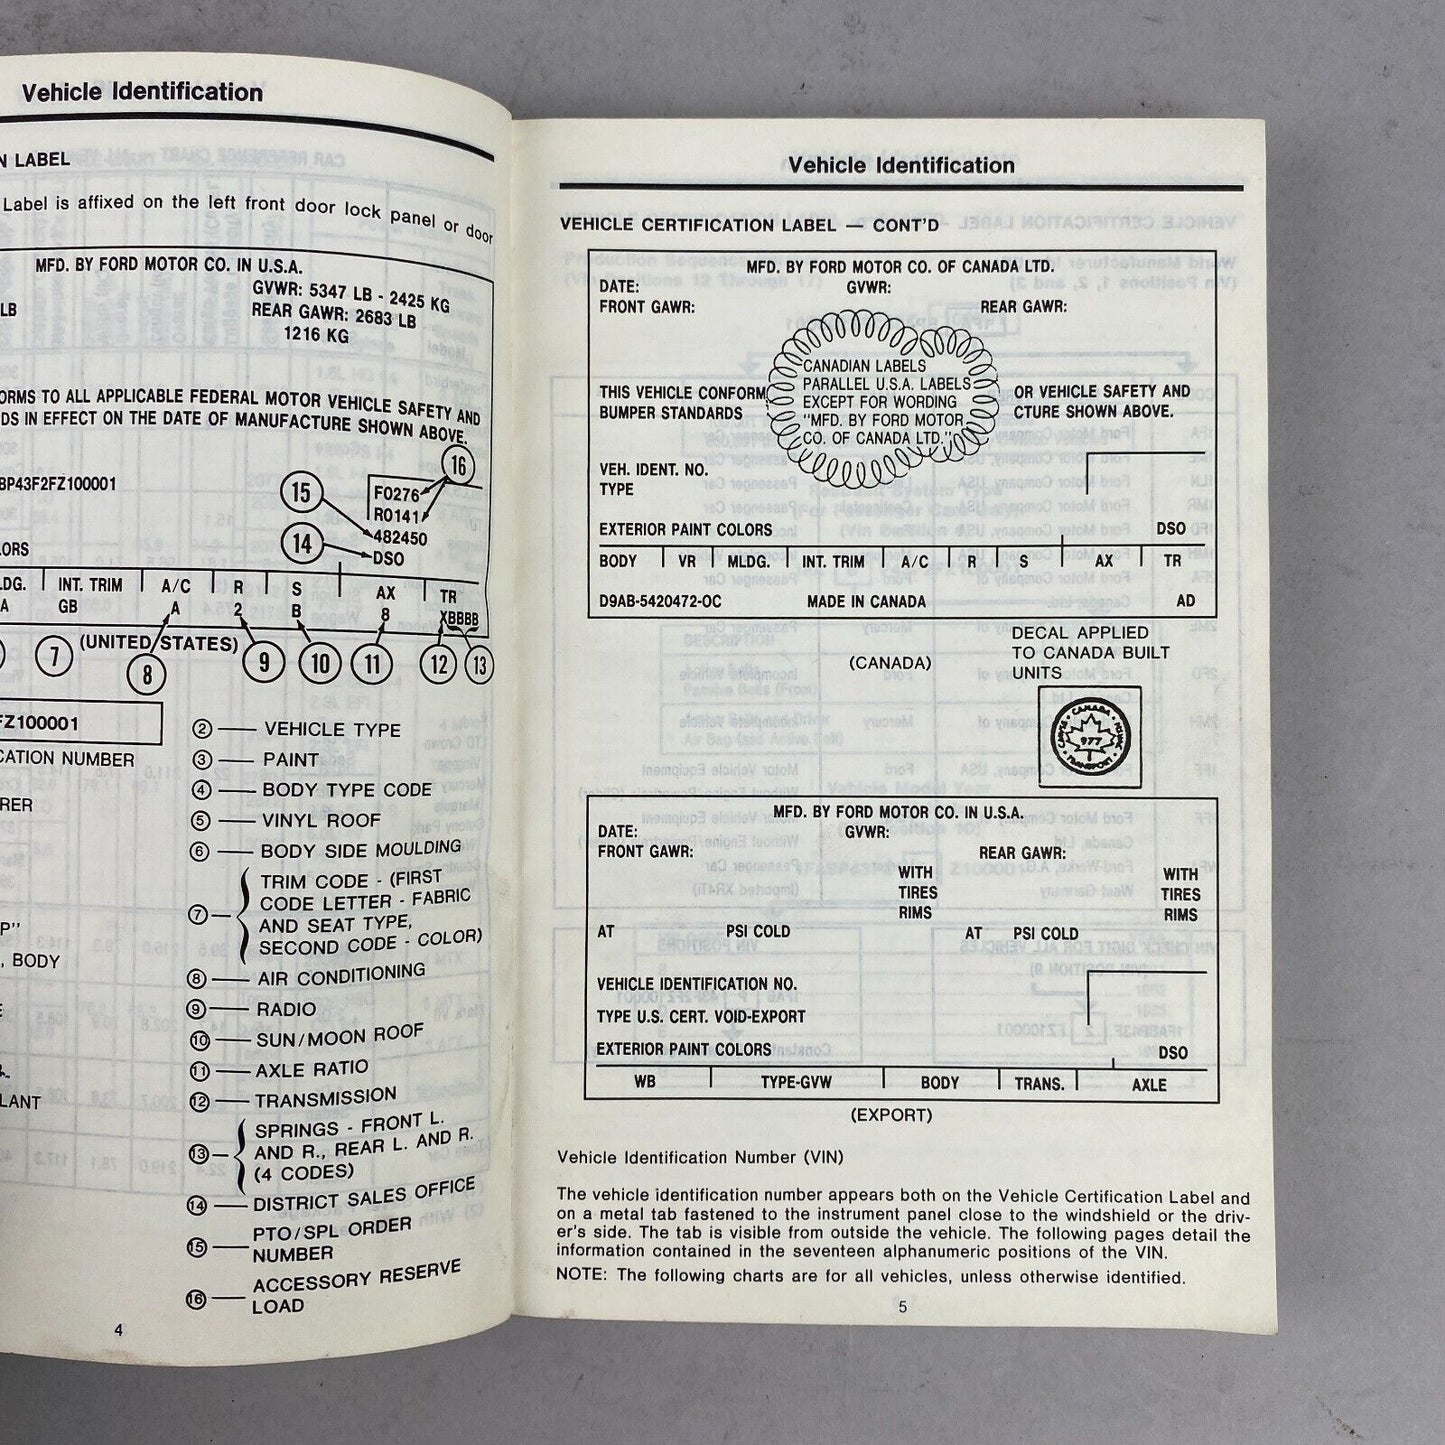 Vehicle Identification
N LABEL
Label is affixed on the left front door lock panel or door
MFD. BY FORD MOTOR CO. IN U.S.A.
GVWR: 5347 LB - 2425 KG
LB REAR GAWR: 2683 LB
1216 KG
ORMS TO ALL APPLICABLE FEDERAL MOTOR VEHICLE SAFETY AND
DS IN EFFECT ON THE DATE OF MANUFACTURE SHOWN ABOVE.
16
BP43F2FZ100001
15
F0276
R0141
482450
14
DSO
ORS
LDG. INT. TRIM A/C R S AX TR
A GB A 2 B 8 XBBBB
(UNITED STATES)
7 8 9 10 11 12 13
FZ100001
CATION NUMBER
RER
P"
, BODY
E
LANT
2 VEHICLE TYPE
3 PAINT
4 BODY TYPE CODE
5 VINYL ROOF
6 BODY SIDE MOULDING
7 TRIM CODE - (FIRST
CODE LETTER - FABRIC
AND SEAT TYPE,
SECOND CODE - COLOR)
8 AIR CONDITIONING
9 RADIO
10 SUN/MOON ROOF
11 AXLE RATIO
12 TRANSMISSION
13 SPRINGS - FRONT L.
AND R., REAR L. AND R.
(4 CODES)
14 DISTRICT SALES OFFICE
15 PTO/SPL ORDER
NUMBER
16 ACCESSORY RESERVE
LOAD
4
Vehicle Identification
VEHICLE CERTIFICATION LABEL — CONT'D
MFD. BY FORD MOTOR CO. OF CANADA LTD.
DATE: GVWR:
FRONT GAWR: REAR GAWR:
CANADIAN LABELS
PARALLEL U.S.A. LABELS
EXCEPT FOR WORDING
"MFD. BY FORD MOTOR
CO. OF CANADA LTD."
THIS VEHICLE CONFORM OR VEHICLE SAFETY AND
BUMPER STANDARDS CTURE SHOWN ABOVE.
VEH. IDENT. NO.
TYPE
EXTERIOR PAINT COLORS DSO
BODY VR MLDG. INT. TRIM A/C R S AX TR
D9AB-5420472-OC MADE IN CANADA AD
(CANADA)
DECAL APPLIED
TO CANADA BUILT
UNITS
CANADA
977
TRANSPORT
MFD. BY FORD MOTOR CO. IN U.S.A.
DATE: GVWR:
FRONT GAWR: REAR GAWR:
WITH WITH
TIRES TIRES
RIMS RIMS
AT PSI COLD AT PSI COLD
VEHICLE IDENTIFICATION NO.
TYPE U.S. CERT. VOID-EXPORT
EXTERIOR PAINT COLORS DSO
WB TYPE-GVW BODY TRANS. AXLE
(EXPORT)
Vehicle Identification Number (VIN)
The vehicle identification number appears both on the Vehicle Certification Label and
on a metal tab fastened to the instrument panel close to the windshield or the driv-
er's side. The tab is visible from outside the vehicle. The following pages detail the
information contained in the seventeen alphanumeric positions of the VIN.
NOTE: The following charts are for all vehicles, unless otherwise identified.
5